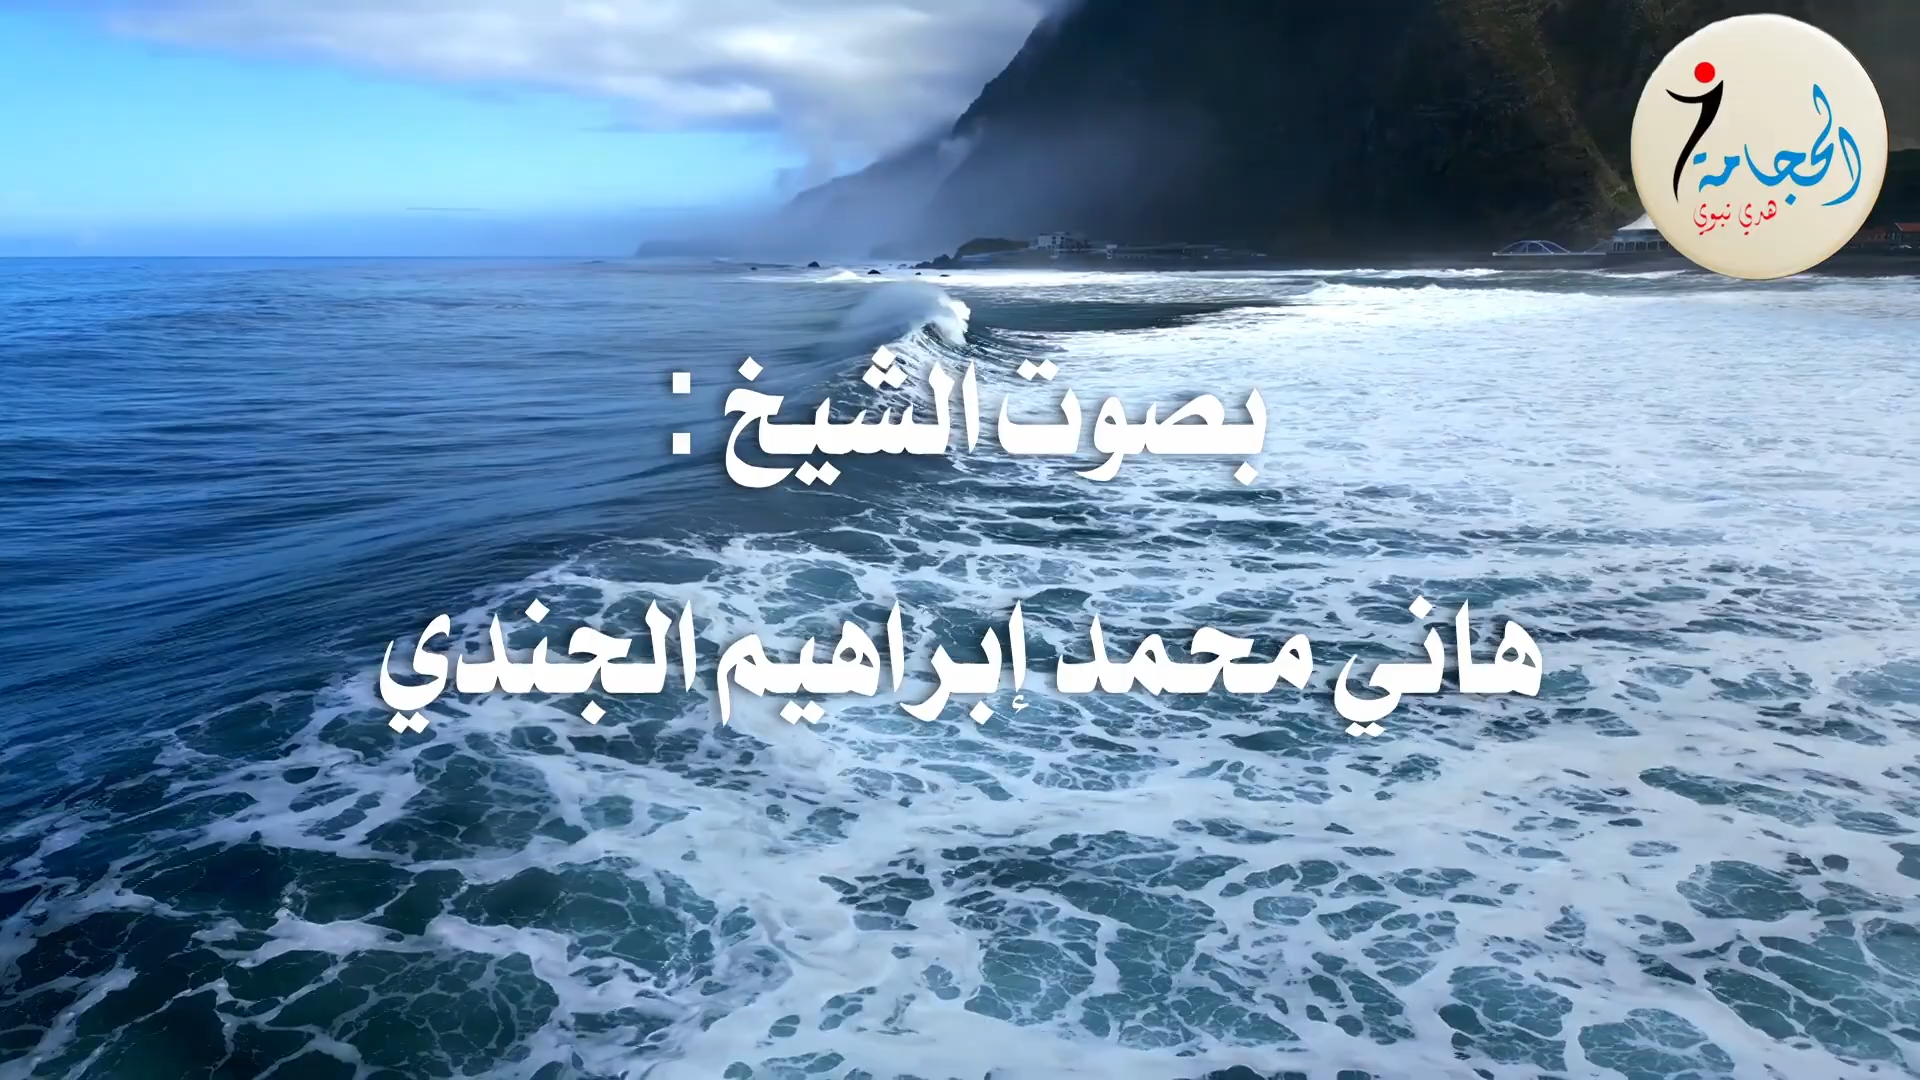 الحجامة
هدي نبوي
بصوت الشيخ :
هاني محمد إبراهيم الجندي